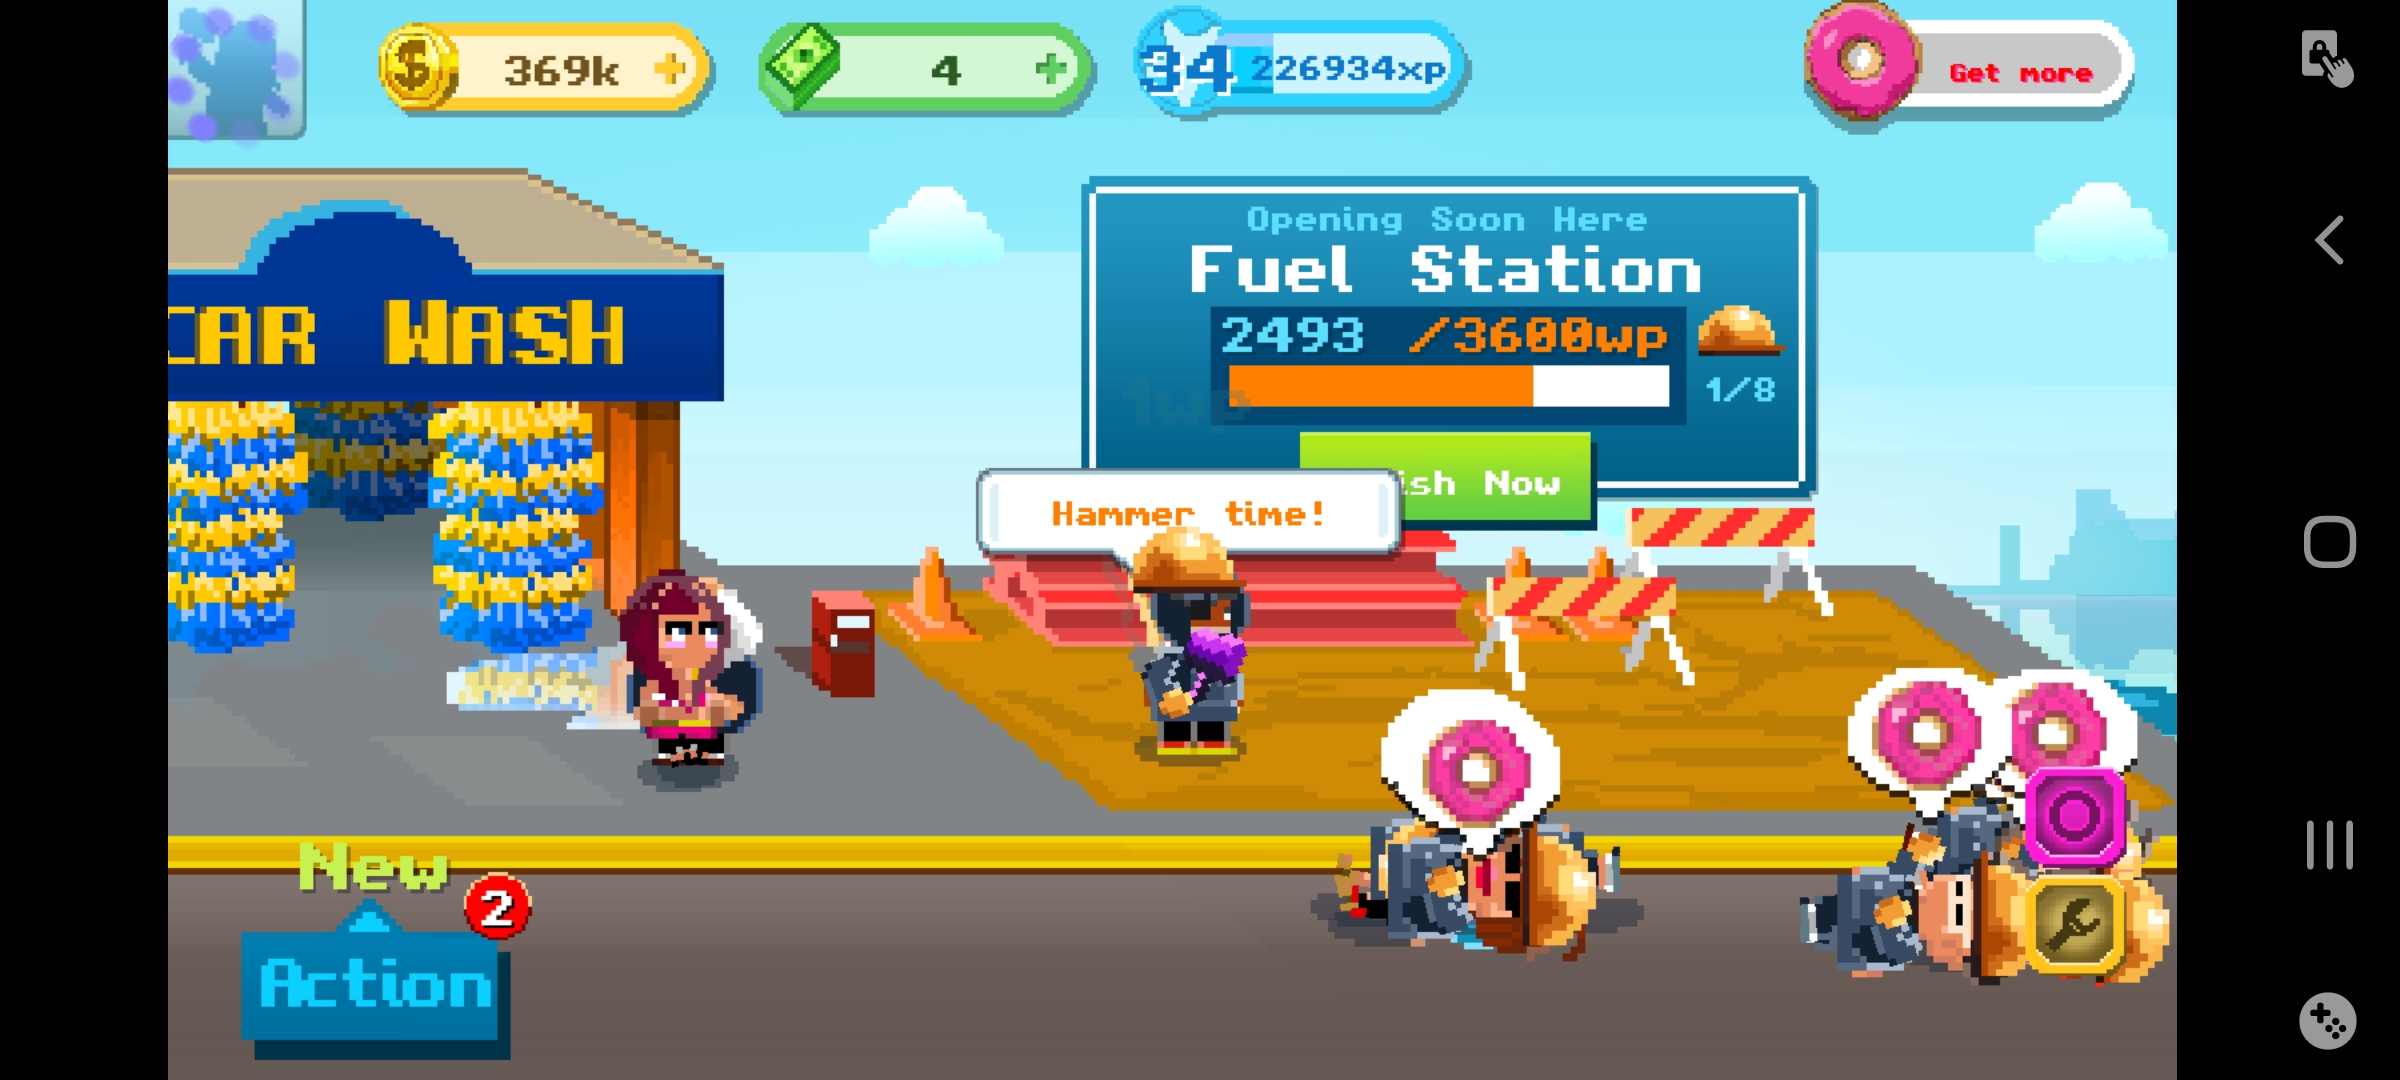 369k
4
34
226934xp
Get more
Opening Soon Here
Fuel Station
2493 /3600wp
1wp
1/8
ish Now
CAR WASH
Hammer time!
New
2
Action